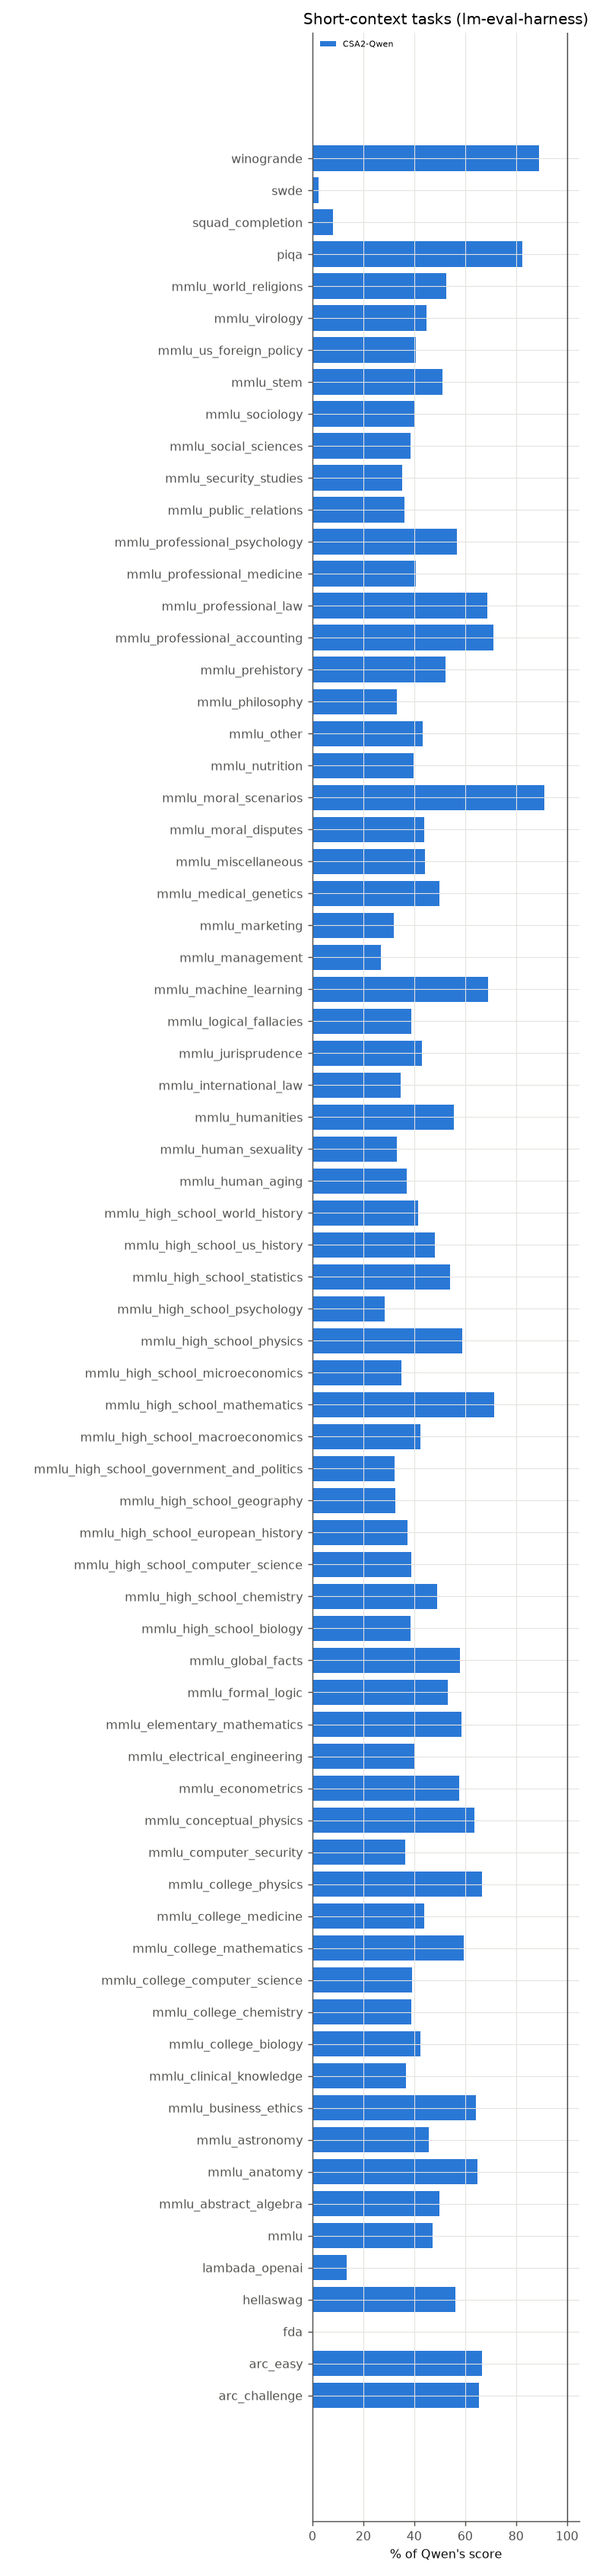 Short-context tasks (lm-eval-harness)
CSA2-Qwen
winogrande
swde
squad_completion
piqa
mmlu_world_religions
mmlu_virology
mmlu_us_foreign_policy
mmlu_stem
mmlu_sociology
mmlu_social_sciences
mmlu_security_studies
mmlu_public_relations
mmlu_professional_psychology
mmlu_professional_medicine
mmlu_professional_law
mmlu_professional_accounting
mmlu_prehistory
mmlu_philosophy
mmlu_other
mmlu_nutrition
mmlu_moral_scenarios
mmlu_moral_disputes
mmlu_miscellaneous
mmlu_medical_genetics
mmlu_marketing
mmlu_management
mmlu_machine_learning
mmlu_logical_fallacies
mmlu_jurisprudence
mmlu_international_law
mmlu_humanities
mmlu_human_sexuality
mmlu_human_aging
mmlu_high_school_world_history
mmlu_high_school_us_history
mmlu_high_school_statistics
mmlu_high_school_psychology
mmlu_high_school_physics
mmlu_high_school_microeconomics
mmlu_high_school_mathematics
mmlu_high_school_macroeconomics
mmlu_high_school_government_and_politics
mmlu_high_school_geography
mmlu_high_school_european_history
mmlu_high_school_computer_science
mmlu_high_school_chemistry
mmlu_high_school_biology
mmlu_global_facts
mmlu_formal_logic
mmlu_elementary_mathematics
mmlu_electrical_engineering
mmlu_econometrics
mmlu_conceptual_physics
mmlu_computer_security
mmlu_college_physics
mmlu_college_medicine
mmlu_college_mathematics
mmlu_college_computer_science
mmlu_college_chemistry
mmlu_college_biology
mmlu_clinical_knowledge
mmlu_business_ethics
mmlu_astronomy
mmlu_anatomy
mmlu_abstract_algebra
mmlu
lambada_openai
hellaswag
fda
arc_easy
arc_challenge
0 20 40 60 80 100
% of Qwen's score